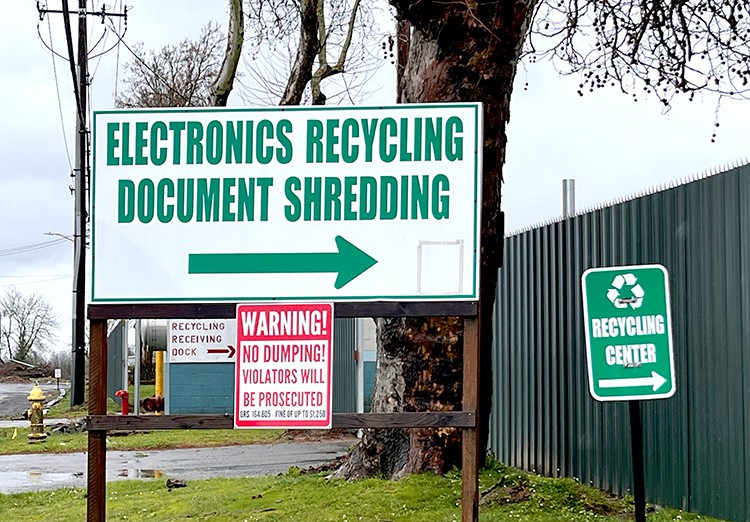 ELECTRONICS RECYCLING
DOCUMENT SHREDDING
RECYCLING
RECEIVING
DOCK
WARNING!
NO DUMPING!
VIOLATORS WILL
BE PROSECUTED
ORS 164.805 - FINE OF UP TO $1,250
RECYCLING
CENTER